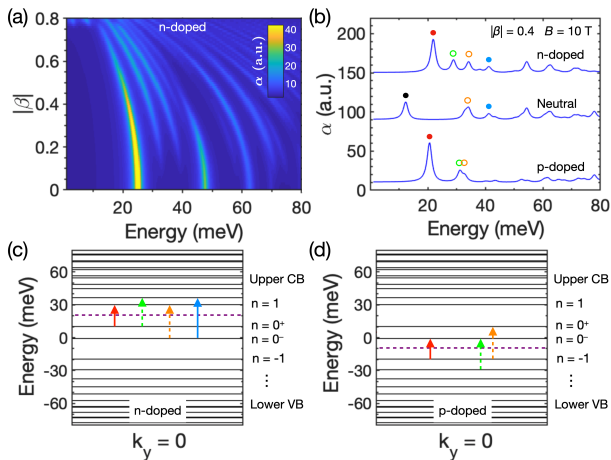 (a)
n-doped
α (a.u.)
40
30
20
10
0
|β|
0.8
0.6
0.4
0.2
0
20
40
60
80
Energy (meV)
(b)
|β| = 0.4 B = 10 T
n-doped
Neutral
p-doped
α (a.u.)
200
150
100
50
0
0
20
40
60
80
Energy (meV)
(c)
Energy (meV)
60
30
0
-30
-60
Upper CB
n = 1
n = 0⁺
n = 0⁻
n = -1
⋮
Lower VB
n-doped
k_y = 0
(d)
Energy (meV)
60
30
0
-30
-60
Upper CB
n = 1
n = 0⁺
n = 0⁻
n = -1
⋮
Lower VB
p-doped
k_y = 0